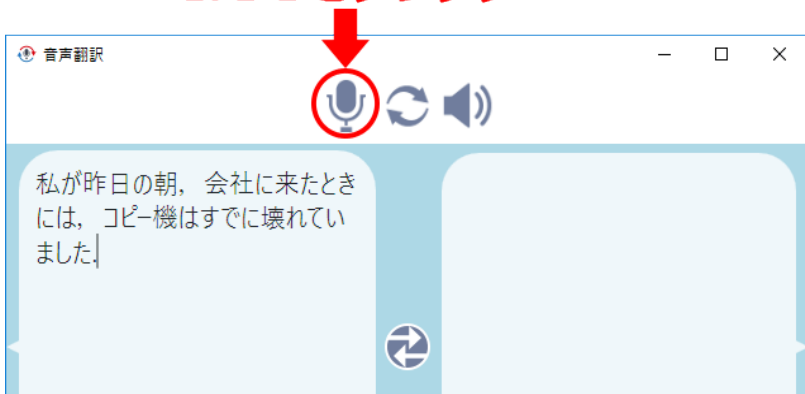 音声翻訳
私が昨日の朝, 会社に来たとき
には, コピー機はすでに壊れてい
ました.